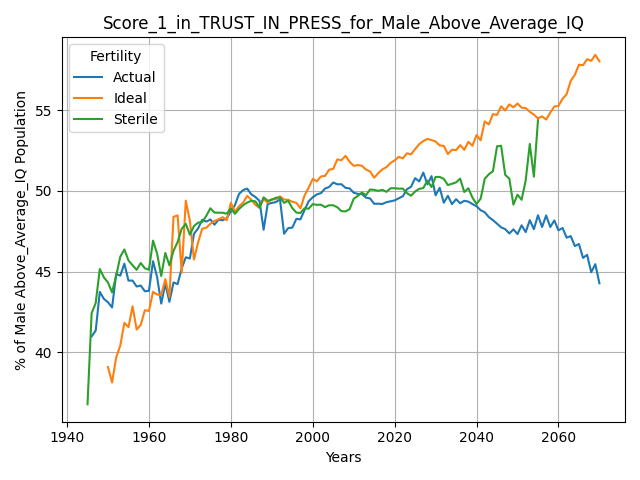 Score_1_in_TRUST_IN_PRESS_for_Male_Above_Average_IQ
Fertility
Actual
Ideal
Sterile
% of Male Above_Average_IQ Population
55
50
45
40
1940
1960
1980
2000
2020
2040
2060
Years